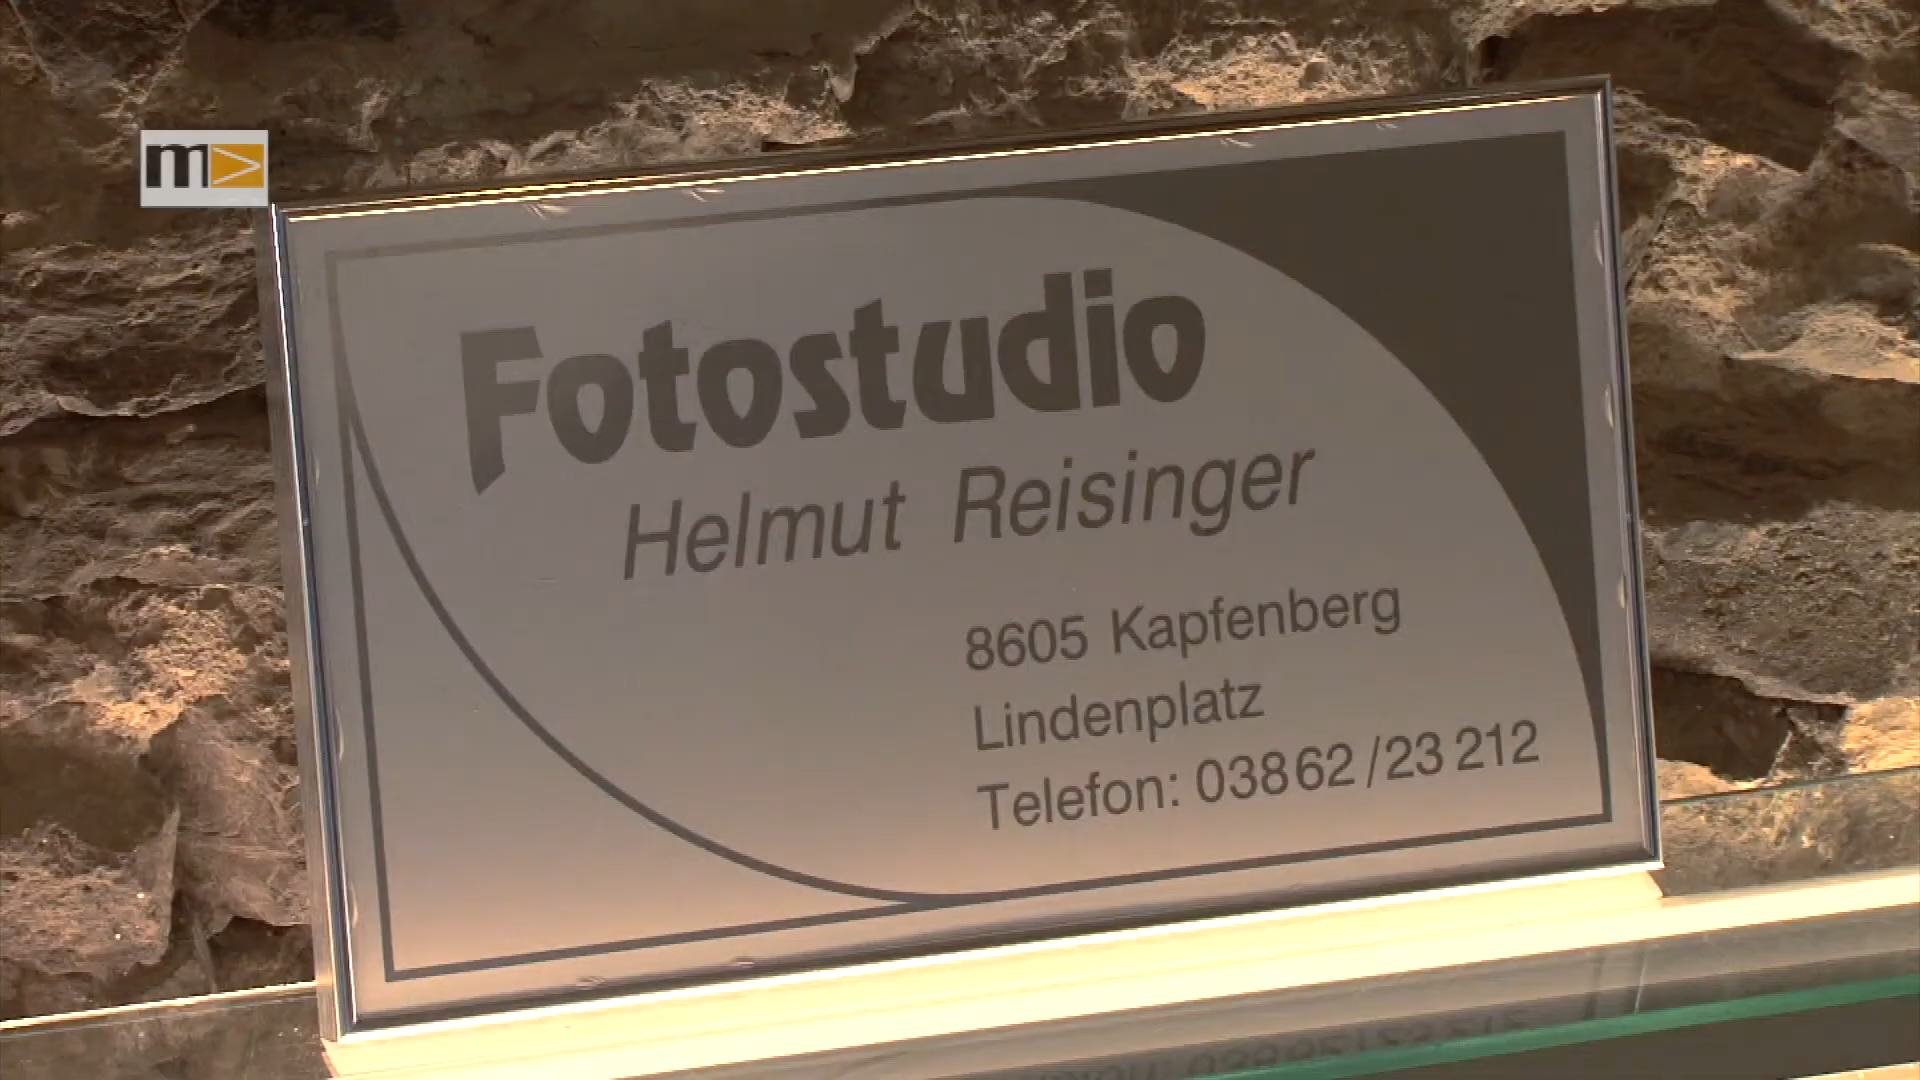 m>
Fotostudio
Helmut Reisinger
8605 Kapfenberg
Lindenplatz
Telefon: 03862/23 212